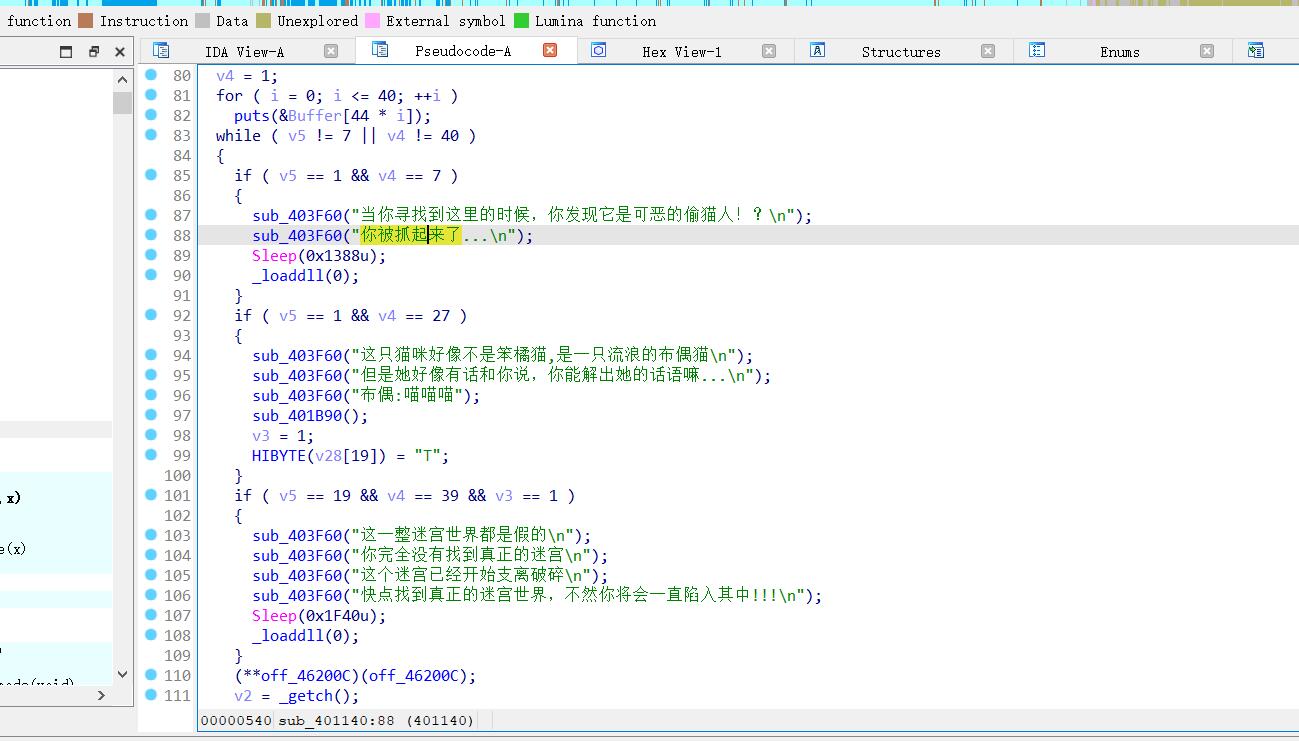 function Instruction Data Unexplored External symbol Lumina function
IDA View-A Pseudocode-A Hex View-1 Structures Enums
80 v4 = 1;
81 for ( i = 0; i <= 40; ++i )
82 puts(&Buffer[44 * i]);
83 while ( v5 != 7 || v4 != 40 )
84 {
85 if ( v5 == 1 && v4 == 7 )
86 {
87 sub_403F60("当你寻找到这里的时候，你发现它是可恶的偷猫人！？\n");
88 sub_403F60("你被抓起来了...\n");
89 Sleep(0x1388u);
90 _loaddll(0);
91 }
92 if ( v5 == 1 && v4 == 27 )
93 {
94 sub_403F60("这只猫咪好像不是笨橘猫,是一只流浪的布偶猫\n");
95 sub_403F60("但是她好像有话和你说，你能解出她的话语嘛...\n");
96 sub_403F60("布偶:喵喵喵");
97 sub_401B90();
98 v3 = 1;
99 HIBYTE(v28[19]) = "T";
100 }
101 if ( v5 == 19 && v4 == 39 && v3 == 1 )
102 {
103 sub_403F60("这一整迷宫世界都是假的\n");
104 sub_403F60("你完全没有找到真正的迷宫\n");
105 sub_403F60("这个迷宫已经开始支离破碎\n");
106 sub_403F60("快点找到真正的迷宫世界，不然你将会一直陷入其中!!!\n");
107 Sleep(0x1F40u);
108 _loaddll(0);
109 }
110 (**off_46200C)(off_46200C);
111 v2 = _getch();
,x)
e(x)
00000540 sub_401140:88 (401140)